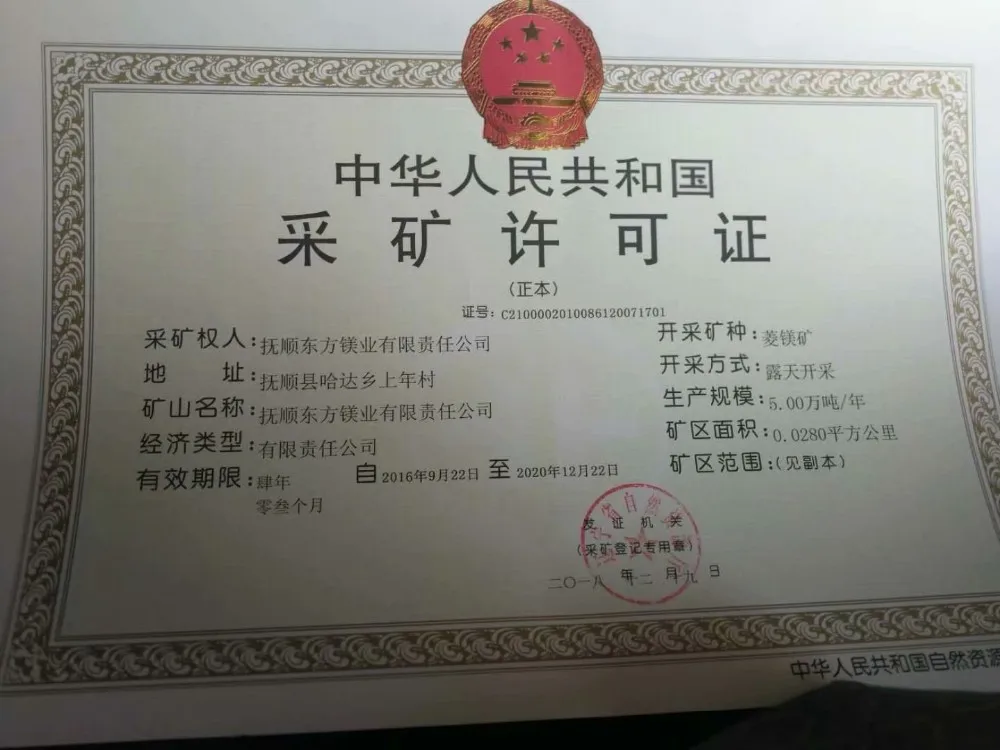 中华人民共和国
采矿许可证
（正本）
证号：C2100002010086120071701
采矿权人：抚顺东方镁业有限责任公司
地址：抚顺县哈达乡上年村
矿山名称：抚顺东方镁业有限责任公司
经济类型：有限责任公司
有效期限：肆年
零叁个月
自2016年9月22日至2020年12月22日
开采矿种：菱镁矿
开采方式：露天开采
生产规模：5.00万吨/年
矿区面积：0.0280平方公里
矿区范围：（见副本）
发证机关
（采矿登记专用章）
二〇一八年十二月十九日
中华人民共和国自然资源